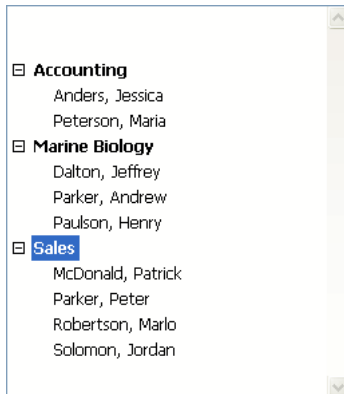 Accounting
Anders, Jessica
Peterson, Maria
Marine Biology
Dalton, Jeffrey
Parker, Andrew
Paulson, Henry
Sales
McDonald, Patrick
Parker, Peter
Robertson, Marlo
Solomon, Jordan